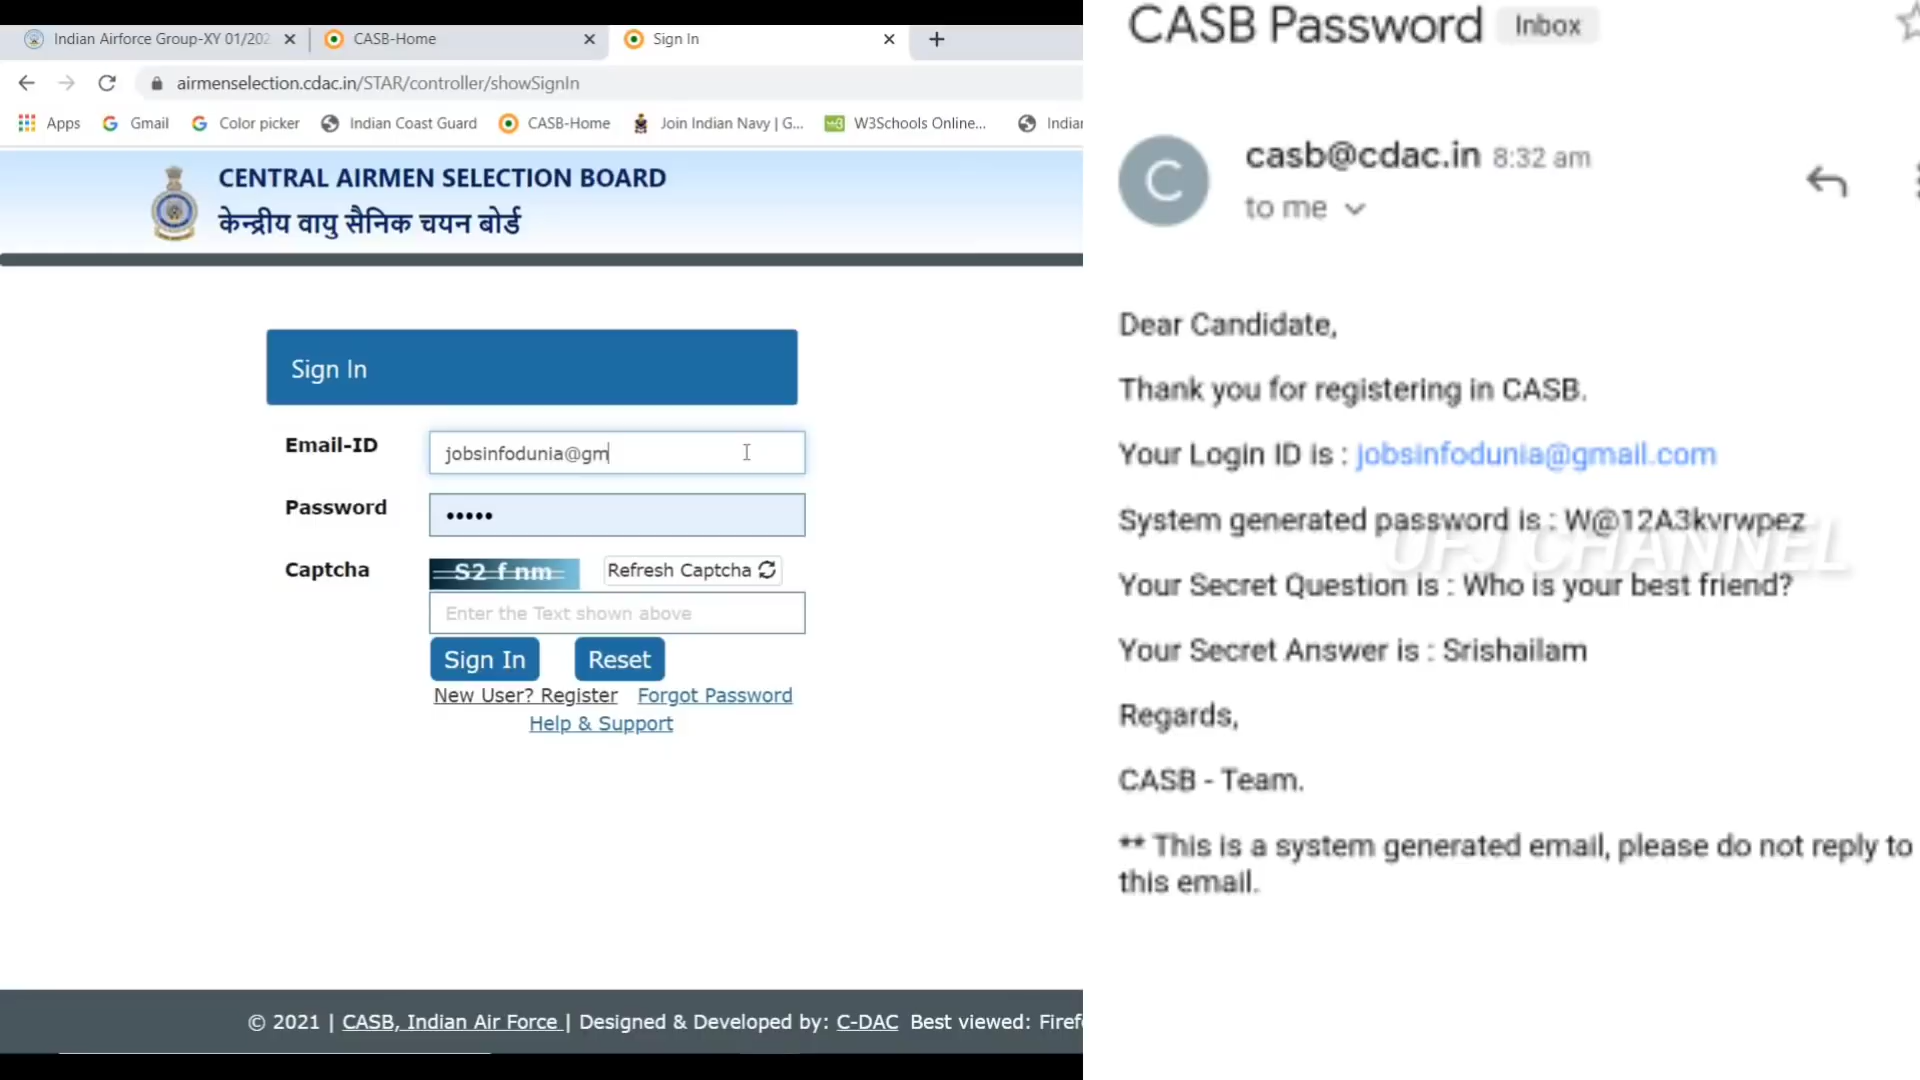 Indian Airforce Group-XY 01/202
CASB-Home
Sign In
airmenselection.cdac.in/STAR/controller/showSignIn
Apps
Gmail
Color picker
Indian Coast Guard
CASB-Home
Join Indian Navy | G...
W3Schools Online...
Indian
CENTRAL AIRMEN SELECTION BOARD
केन्द्रीय वायु सैनिक चयन बोर्ड
Sign In
Email-ID
jobsinfodunia@gm
Password
•••••
Captcha
S2 f nm
Refresh Captcha
Enter the Text shown above
Sign In
Reset
New User? Register
Forgot Password
Help & Support
© 2021 | CASB, Indian Air Force | Designed & Developed by: C-DAC Best viewed: Firef
CASB Password
Inbox
C
casb@cdac.in 8:32 am
to me
Dear Candidate,
Thank you for registering in CASB.
Your Login ID is : jobsinfodunia@gmail.com
System generated password is : W@12A3kvrwpez
UFJ CHANNEL
Your Secret Question is : Who is your best friend?
Your Secret Answer is : Srishailam
Regards,
CASB - Team.
** This is a system generated email, please do not reply to
this email.